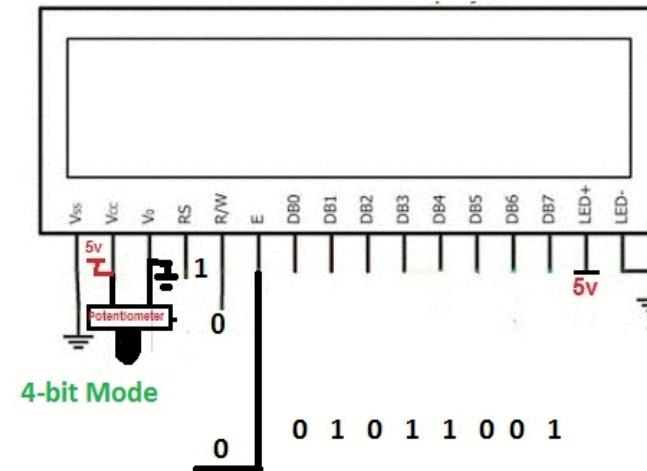 Vss Vcc V₀ RS R/W E DB0 DB1 DB2 DB3 DB4 DB5 DB6 DB7 LED+ LED-
5v
1
5v
Potentiometer
0
4-bit Mode
0 1 0 1 1 0 0 1
0